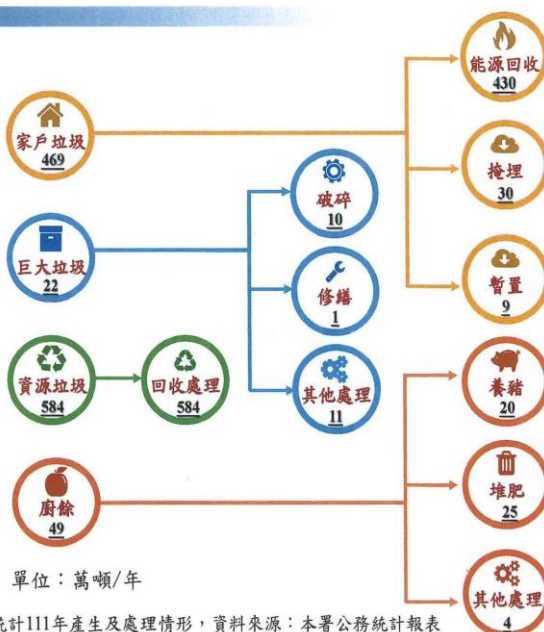 家戶垃圾
469
能源回收
430
掩埋
30
暫置
9
巨大垃圾
22
破碎
10
修繕
1
其他處理
11
資源垃圾
584
回收處理
584
廚餘
49
養豬
20
堆肥
25
其他處理
4
單位：萬噸/年
統計111年產生及處理情形，資料來源：本署公務統計報表